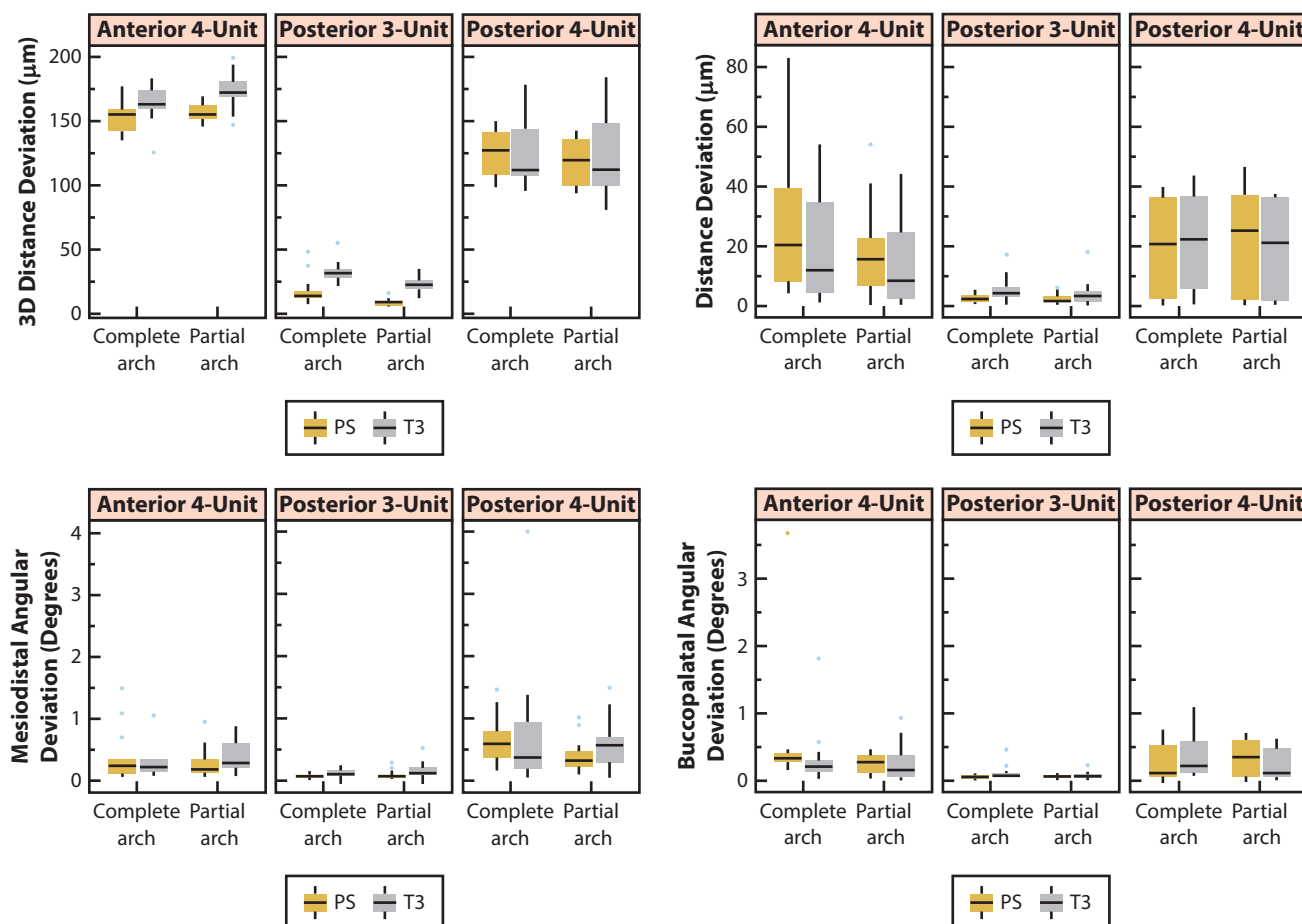 Anterior 4-Unit Posterior 3-Unit Posterior 4-Unit
3D Distance Deviation (μm)
200
150
100
50
0
Complete arch Partial arch Complete arch Partial arch Complete arch Partial arch
PS T3
Anterior 4-Unit Posterior 3-Unit Posterior 4-Unit
Distance Deviation (μm)
80
60
40
20
0
Complete arch Partial arch Complete arch Partial arch Complete arch Partial arch
PS T3
Anterior 4-Unit Posterior 3-Unit Posterior 4-Unit
Mesiodistal Angular
Deviation (Degrees)
4
3
2
1
0
Complete arch Partial arch Complete arch Partial arch Complete arch Partial arch
PS T3
Anterior 4-Unit Posterior 3-Unit Posterior 4-Unit
Buccopalatal Angular
Deviation (Degrees)
3
2
1
0
Complete arch Partial arch Complete arch Partial arch Complete arch Partial arch
PS T3